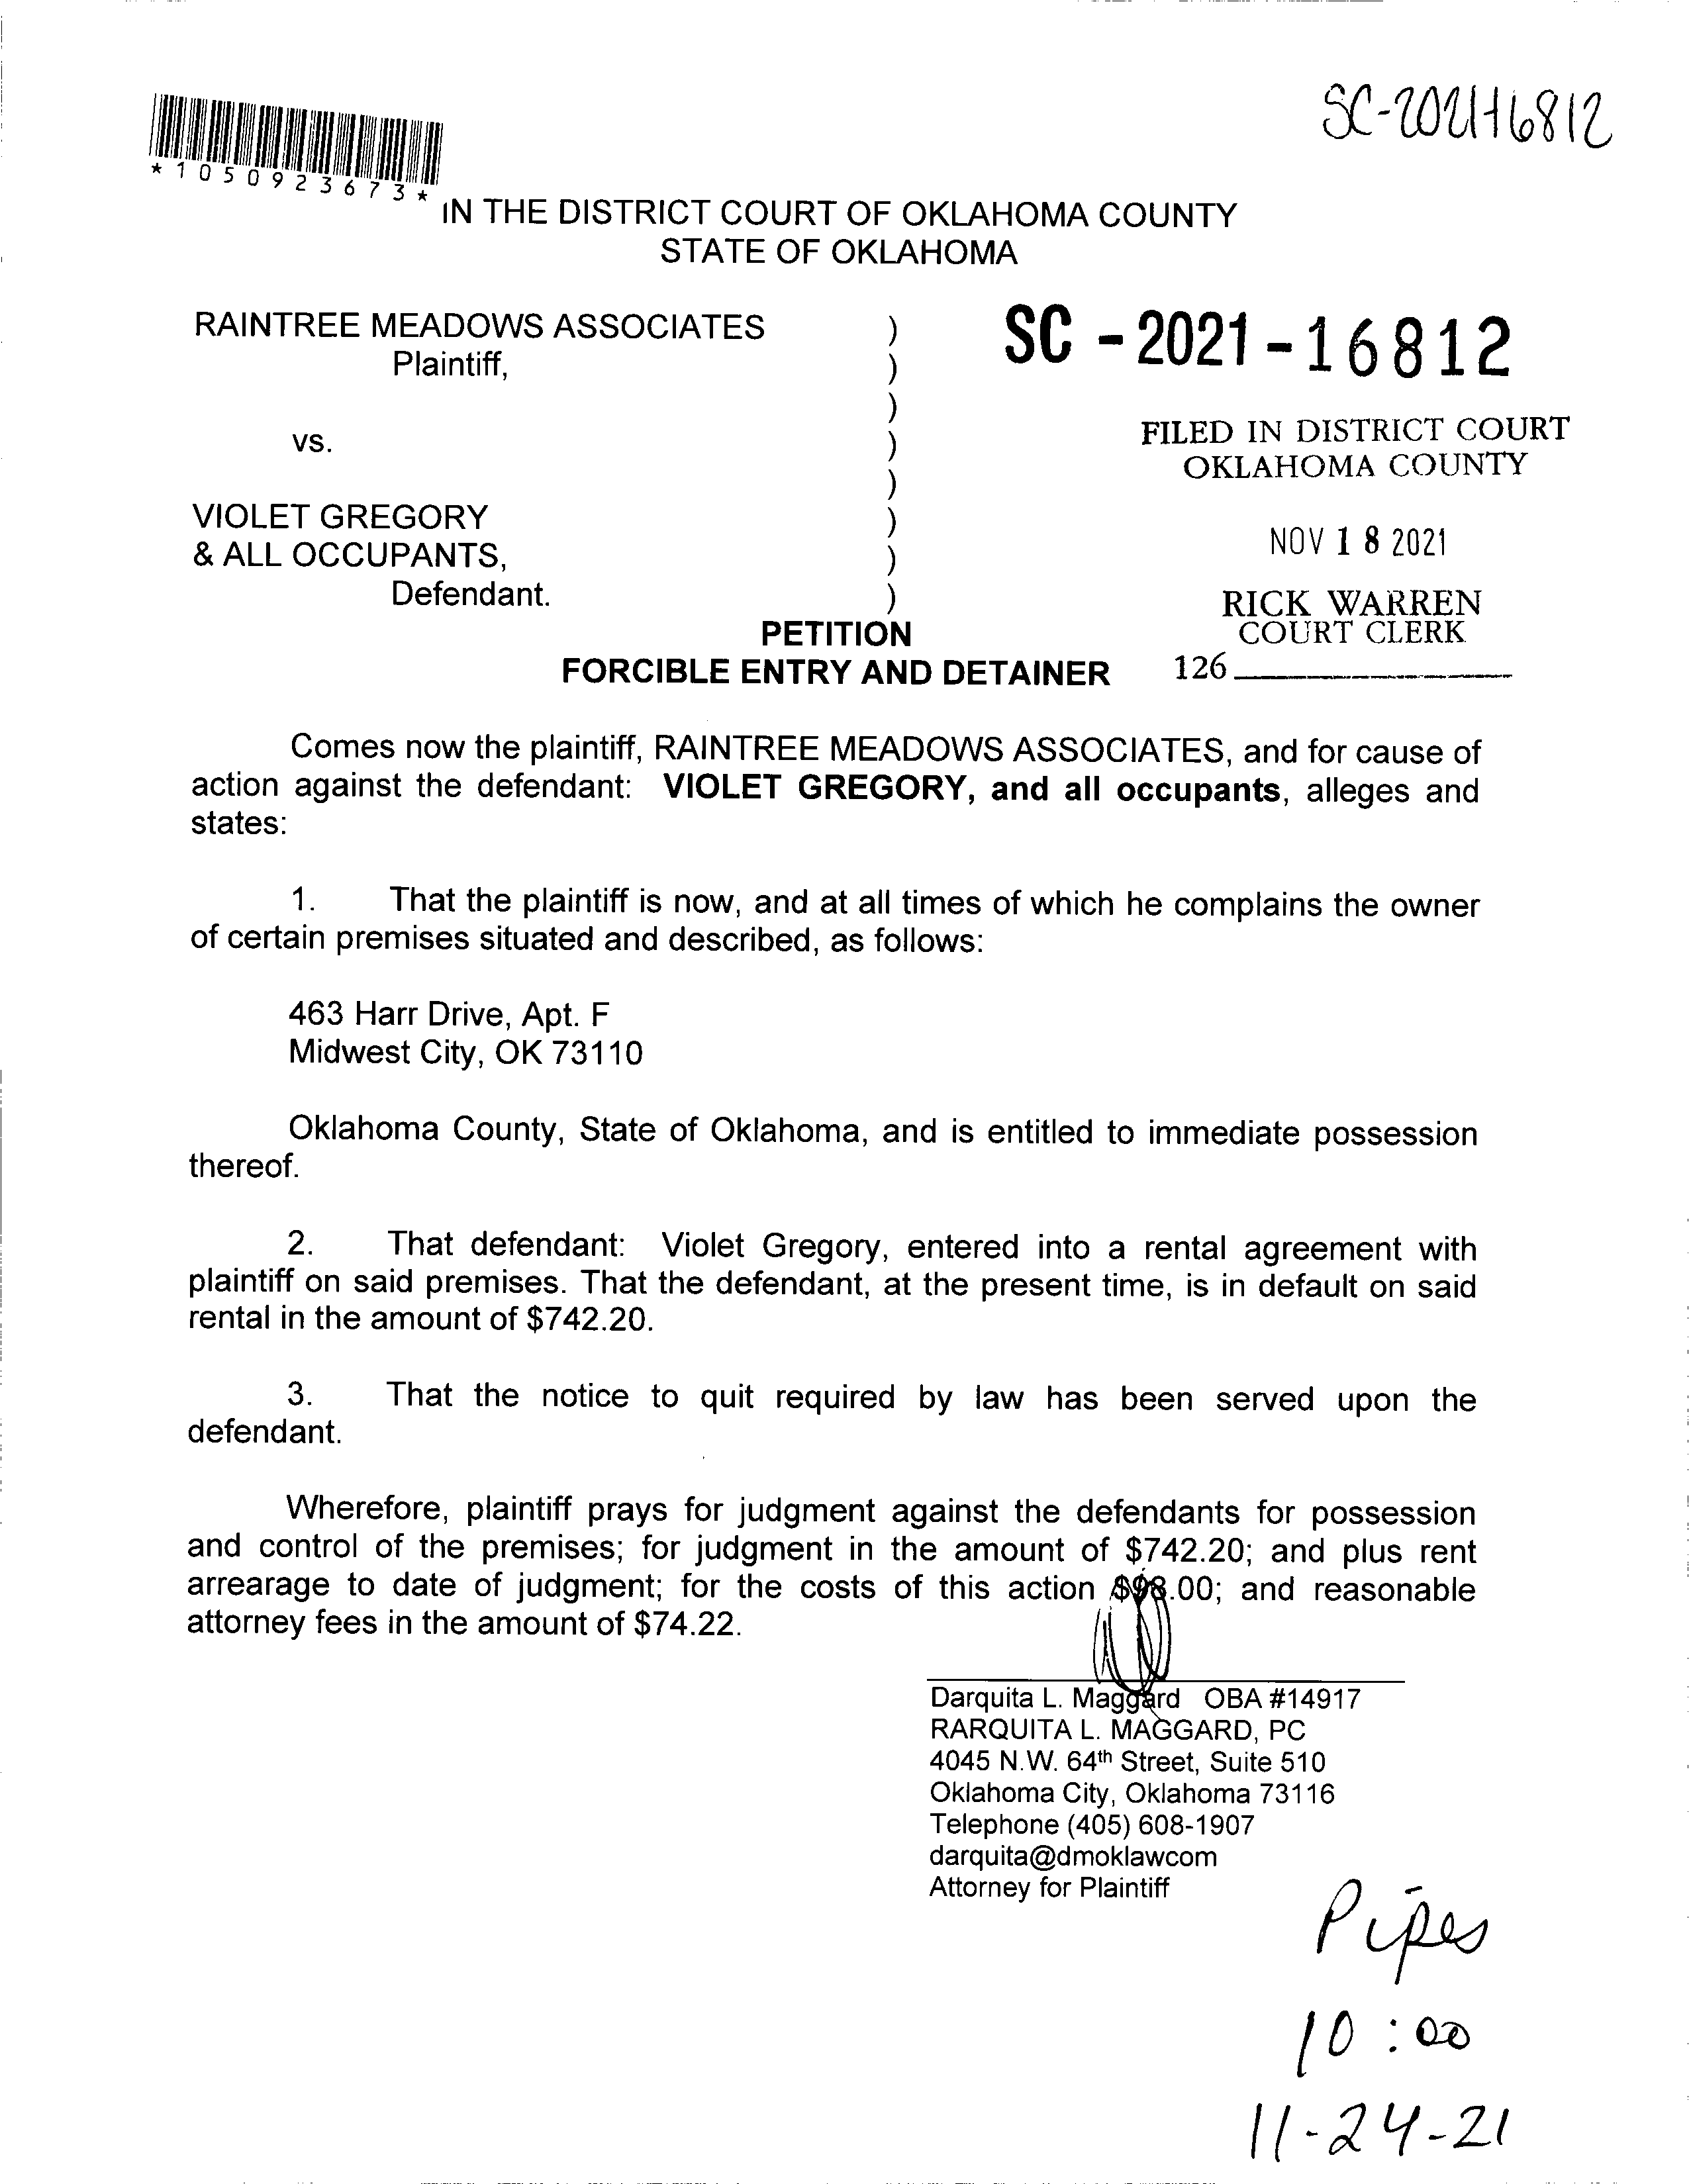 SC-2021-16812
*1050923673*
IN THE DISTRICT COURT OF OKLAHOMA COUNTY
STATE OF OKLAHOMA
RAINTREE MEADOWS ASSOCIATES )
Plaintiff, )
)
vs. )
)
VIOLET GREGORY )
& ALL OCCUPANTS, )
Defendant. )
SC - 2021 - 16812
FILED IN DISTRICT COURT
OKLAHOMA COUNTY
NOV 18 2021
RICK WARREN
COURT CLERK
126
PETITION
FORCIBLE ENTRY AND DETAINER
Comes now the plaintiff, RAINTREE MEADOWS ASSOCIATES, and for cause of
action against the defendant: VIOLET GREGORY, and all occupants, alleges and
states:
1. That the plaintiff is now, and at all times of which he complains the owner
of certain premises situated and described, as follows:
463 Harr Drive, Apt. F
Midwest City, OK 73110
Oklahoma County, State of Oklahoma, and is entitled to immediate possession
thereof.
2. That defendant: Violet Gregory, entered into a rental agreement with
plaintiff on said premises. That the defendant, at the present time, is in default on said
rental in the amount of $742.20.
3. That the notice to quit required by law has been served upon the
defendant.
Wherefore, plaintiff prays for judgment against the defendants for possession
and control of the premises; for judgment in the amount of $742.20; and plus rent
arrearage to date of judgment; for the costs of this action $98.00; and reasonable
attorney fees in the amount of $74.22.
Darquita L. Maggard OBA #14917
RARQUITA L. MAGGARD, PC
4045 N.W. 64th Street, Suite 510
Oklahoma City, Oklahoma 73116
Telephone (405) 608-1907
darquita@dmoklawcom
Attorney for Plaintiff
Pipes
10:00
11-24-21